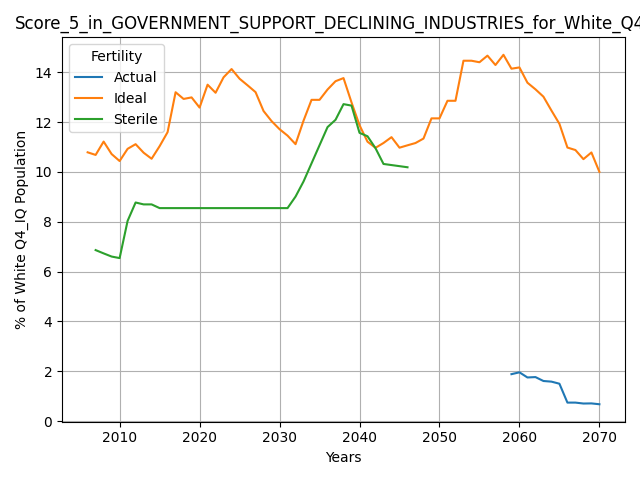 Score_5_in_GOVERNMENT_SUPPORT_DECLINING_INDUSTRIES_for_White_Q4
Fertility
Actual
Ideal
Sterile
% of White Q4_IQ Population
14
12
10
8
6
4
2
0
2010 2020 2030 2040 2050 2060 2070
Years